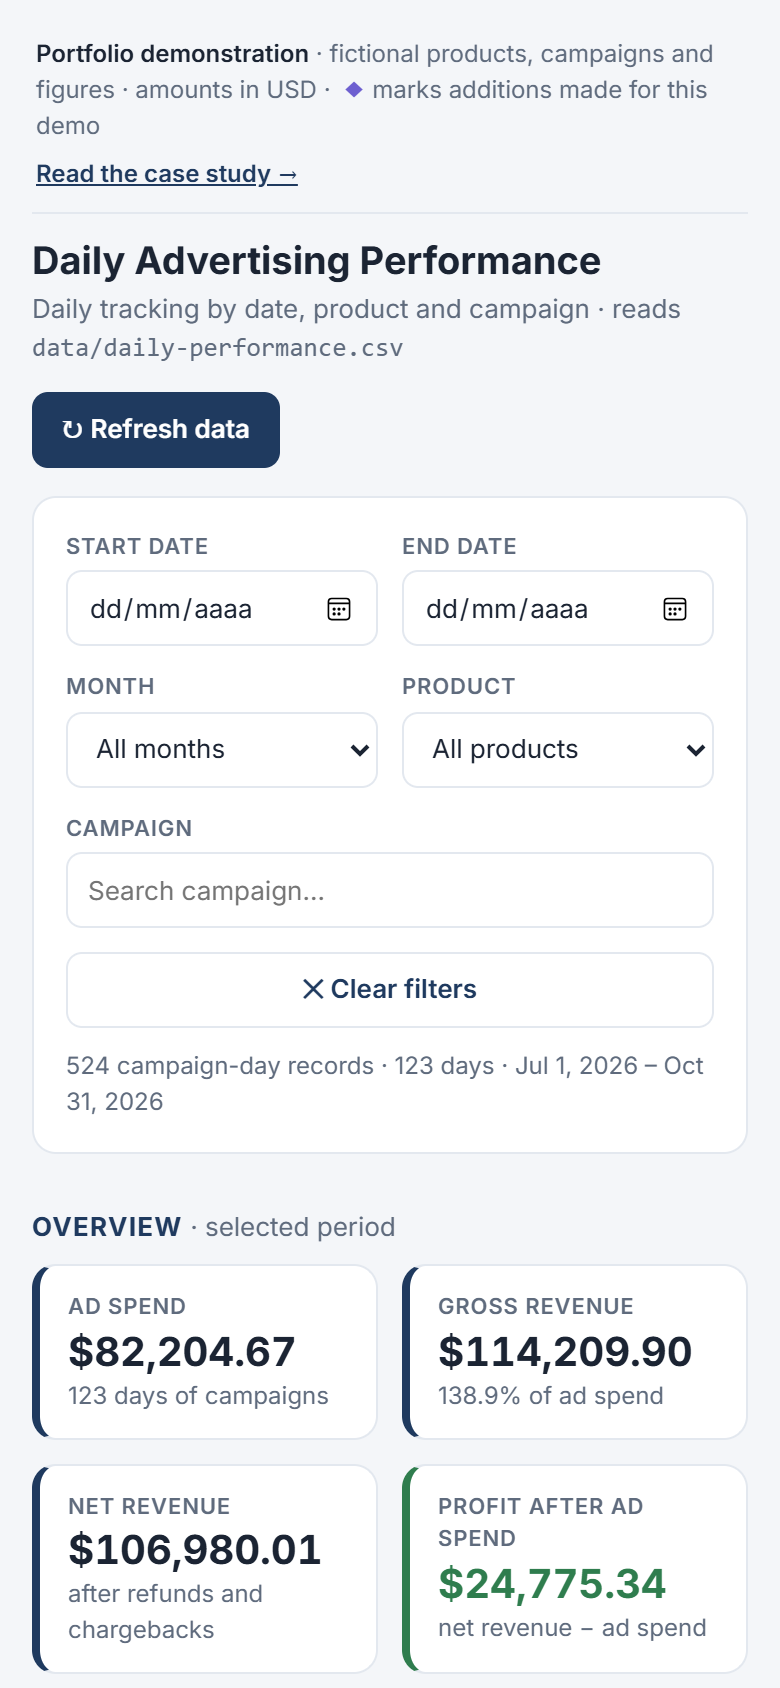 Portfolio demonstration · fictional products, campaigns and
figures · amounts in USD · ◆ marks additions made for this
demo
Read the case study →
Daily Advertising Performance
Daily tracking by date, product and campaign · reads
data/daily-performance.csv
↻ Refresh data
START DATE
END DATE
dd/mm/aaaa
dd/mm/aaaa
MONTH
PRODUCT
All months
All products
CAMPAIGN
Search campaign...
✕ Clear filters
524 campaign-day records · 123 days · Jul 1, 2026 – Oct
31, 2026
OVERVIEW · selected period
AD SPEND
$82,204.67
123 days of campaigns
GROSS REVENUE
$114,209.90
138.9% of ad spend
NET REVENUE
$106,980.01
after refunds and
chargebacks
PROFIT AFTER AD
SPEND
$24,775.34
net revenue − ad spend